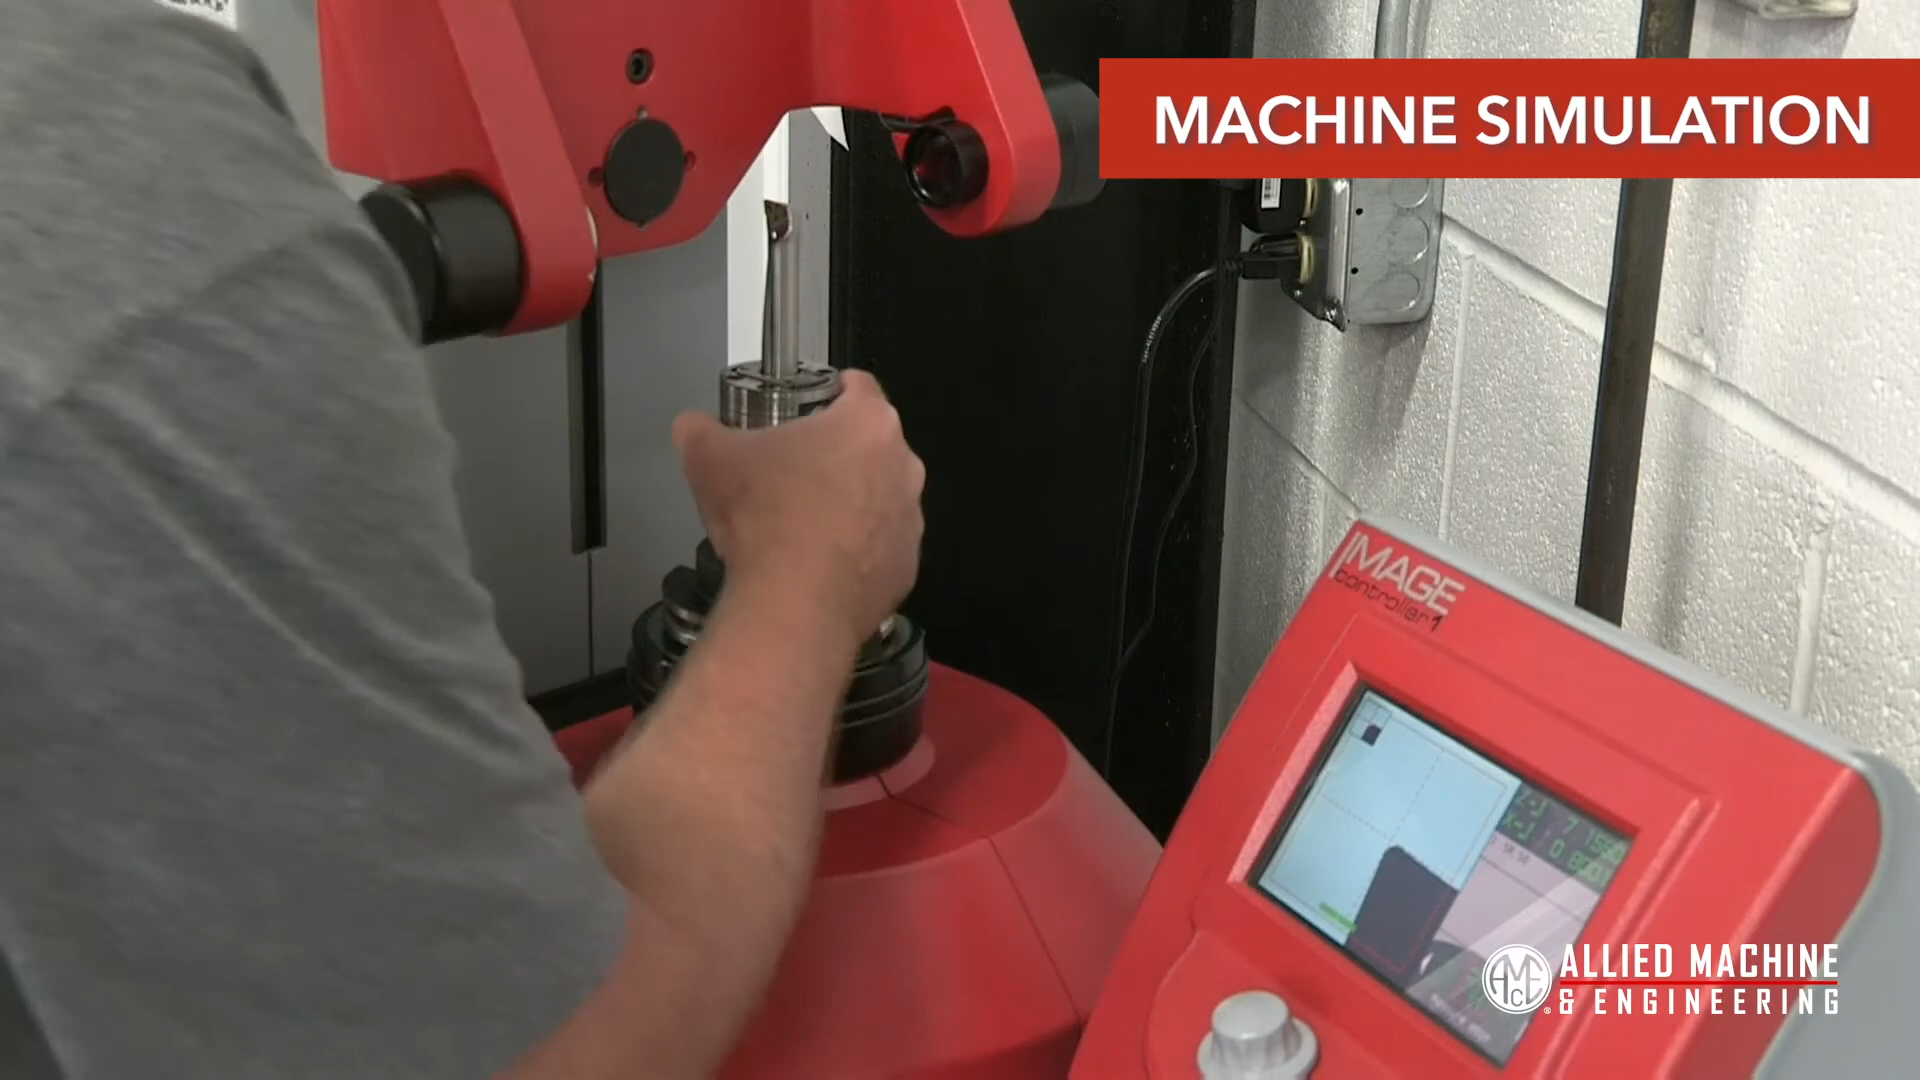 MACHINE SIMULATION
IMAGE
controller1
ALLIED MACHINE
& ENGINEERING